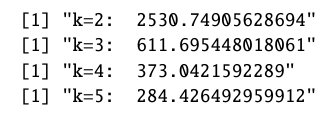 [1] "k=2:  2530.74905628694"
[1] "k=3:  611.695448018061"
[1] "k=4:  373.0421592289"
[1] "k=5:  284.426492959912"